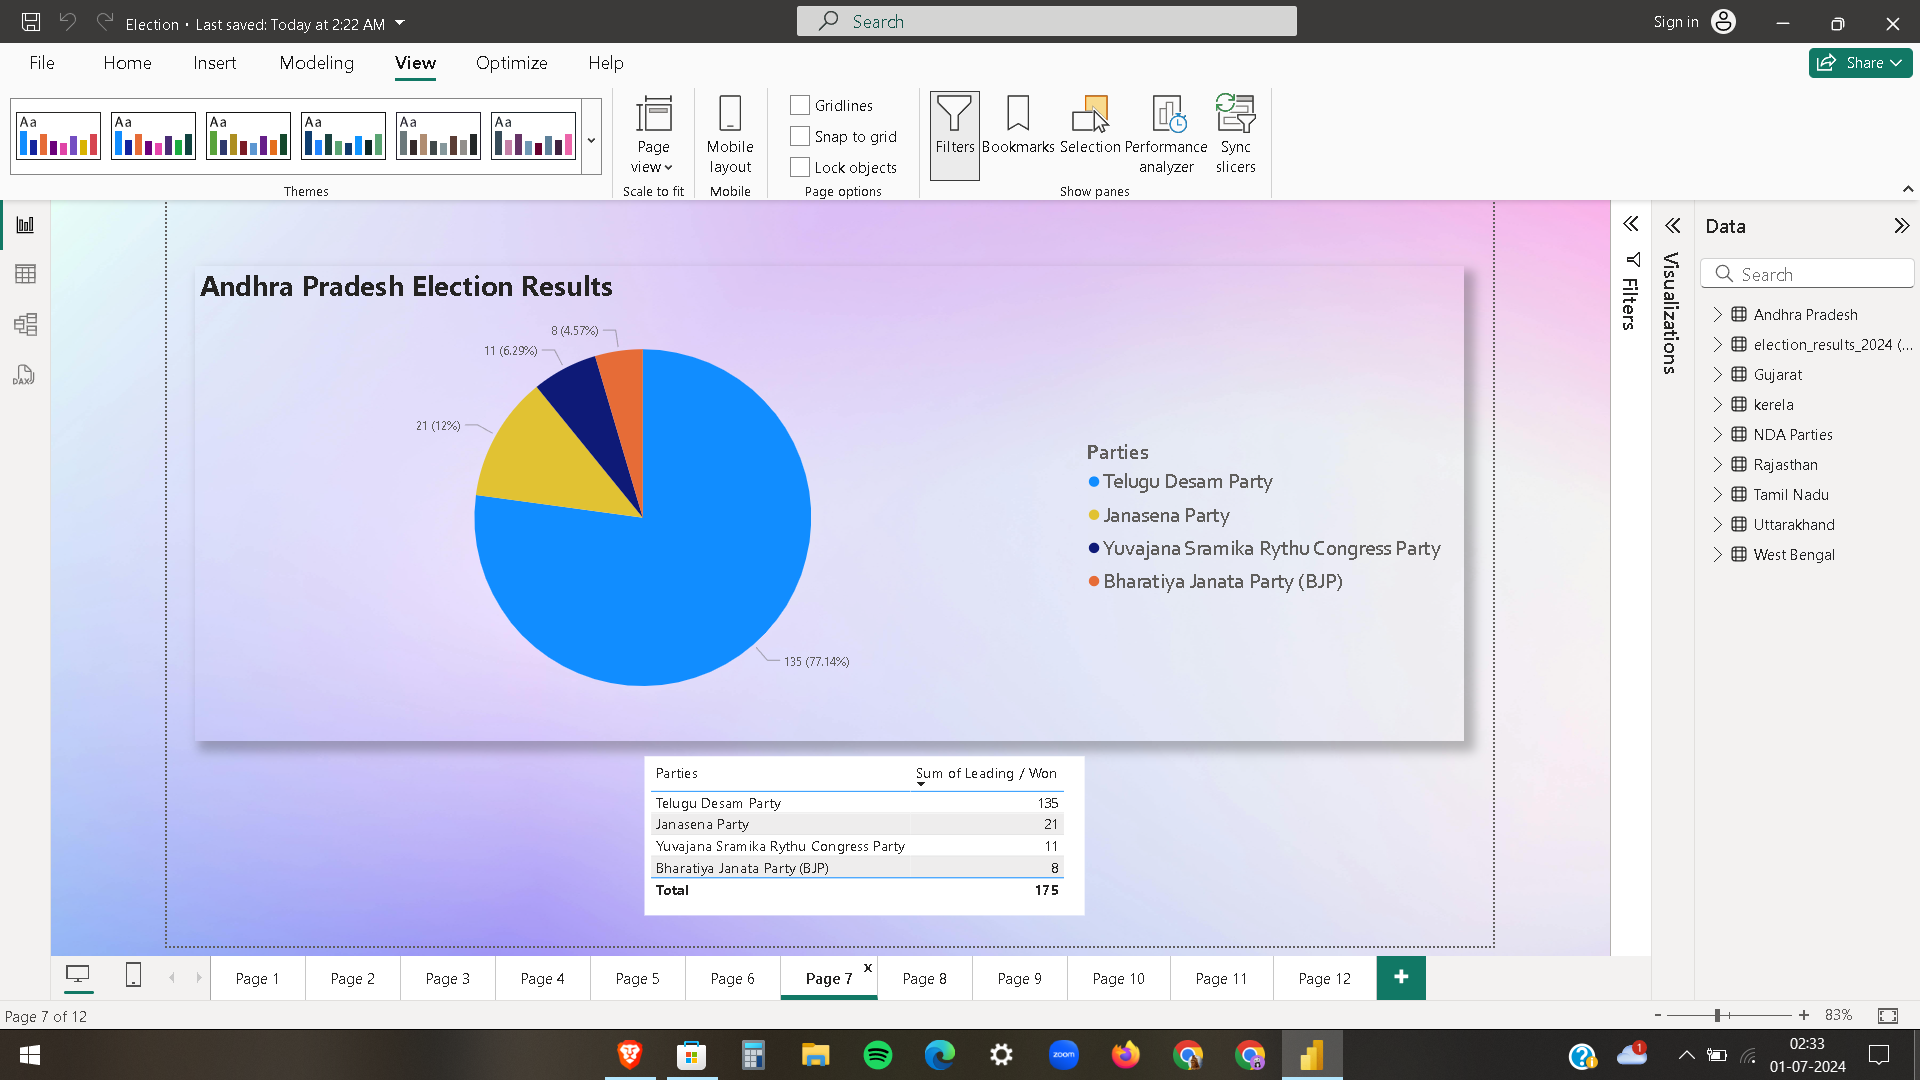 Election • Last saved: Today at 2:22 AM
Search
Sign in
File Home Insert Modeling View Optimize Help
Share
Aa Aa Aa Aa Aa Aa
Themes
Page view
Scale to fit
Mobile layout
Mobile
Gridlines
Snap to grid
Lock objects
Page options
Filters Bookmarks Selection Performance analyzer Sync slicers
Show panes
DAX
Andhra Pradesh Election Results
8 (4.57%)
11 (6.29%)
21 (12%)
135 (77.14%)
Parties
Telugu Desam Party
Janasena Party
Yuvajana Sramika Rythu Congress Party
Bharatiya Janata Party (BJP)
Parties Sum of Leading / Won
Telugu Desam Party 135
Janasena Party 21
Yuvajana Sramika Rythu Congress Party 11
Bharatiya Janata Party (BJP) 8
Total 175
Filters
Visualizations
Data
Search
Andhra Pradesh
election_results_2024 (...
Gujarat
kerela
NDA Parties
Rajasthan
Tamil Nadu
Uttarakhand
West Bengal
Page 1 Page 2 Page 3 Page 4 Page 5 Page 6 Page 7 x Page 8 Page 9 Page 10 Page 11 Page 12 +
Page 7 of 12
- + 83%
zoom
1
02:33
01-07-2024